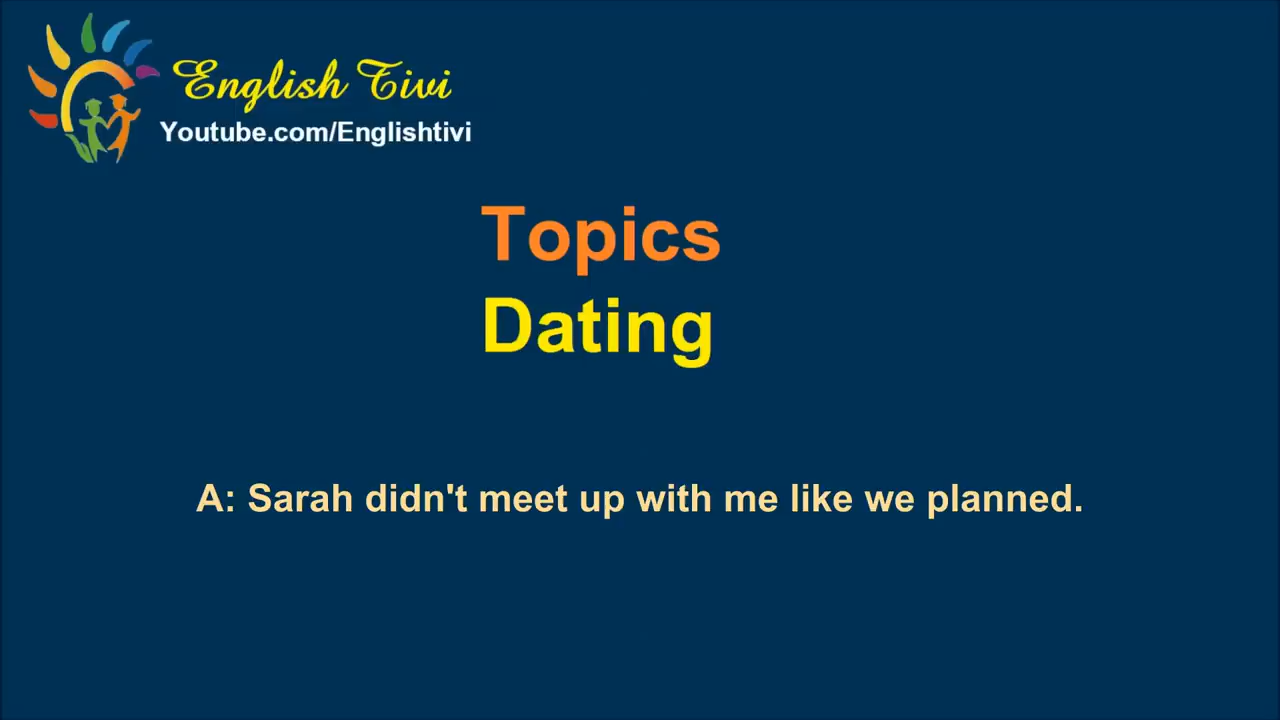 English Tivi
Youtube.com/Englishtivi
Topics
Dating
A: Sarah didn't meet up with me like we planned.